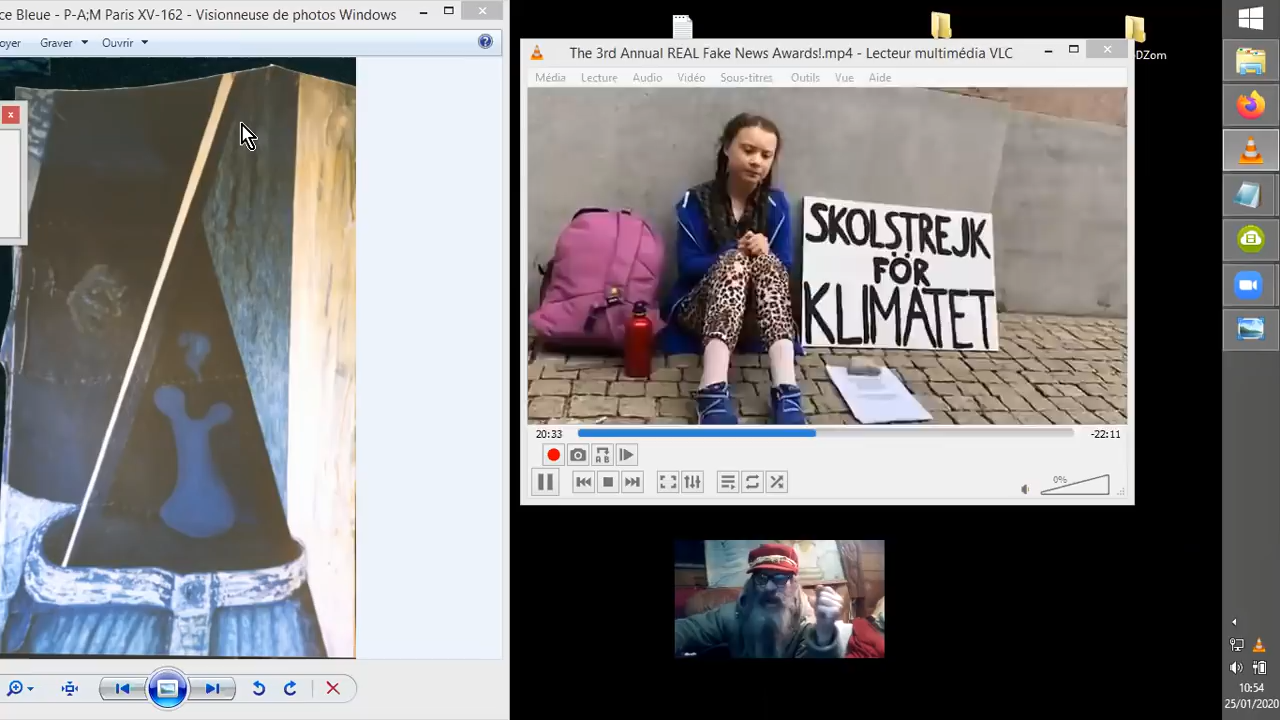 ce Bleue - P-A;M Paris XV-162 - Visionneuse de photos Windows
Graver
Ouvrir
DZom
The 3rd Annual REAL Fake News Awards!.mp4 - Lecteur multimédia VLC
Média Lecture Audio Vidéo Sous-titres Outils Vue Aide
SKOLSTREJK
FÖR
KLIMATET
20:33
-22:11
A B
0%
10:54
25/01/2020